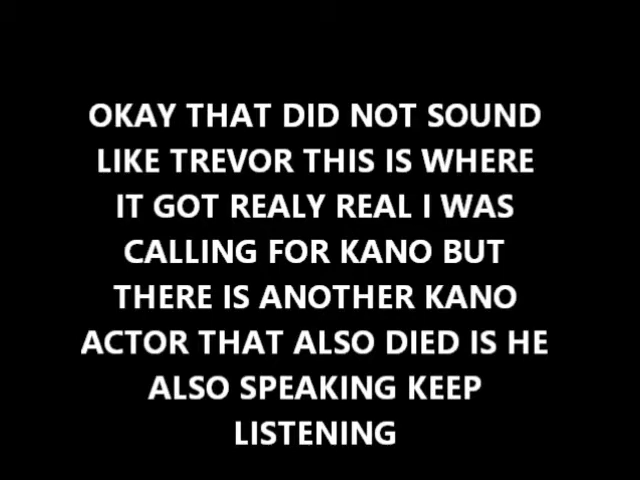 OKAY THAT DID NOT SOUND
LIKE TREVOR THIS IS WHERE
IT GOT REALY REAL I WAS
CALLING FOR KANO BUT
THERE IS ANOTHER KANO
ACTOR THAT ALSO DIED IS HE
ALSO SPEAKING KEEP
LISTENING